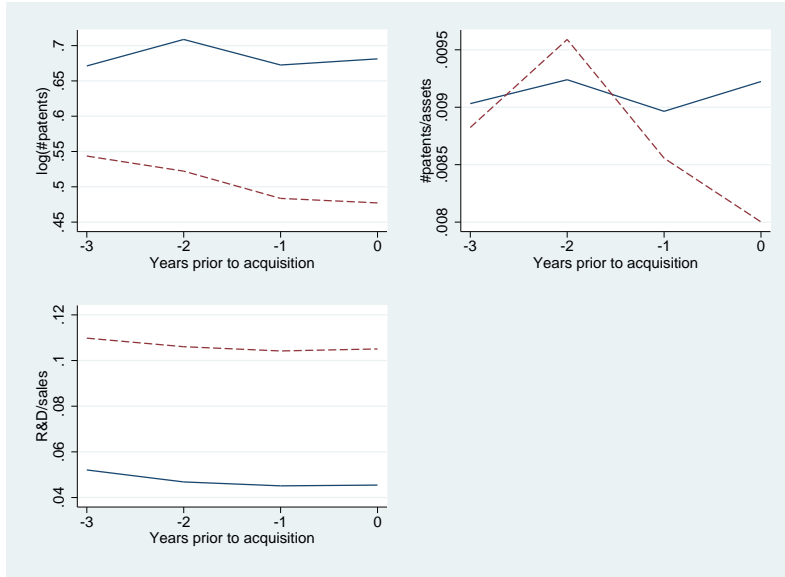 log(#patents)
.7
.65
.6
.55
.5
.45
-3 -2 -1 0
Years prior to acquisition
#patents/assets
.0095
.009
.0085
.008
-3 -2 -1 0
Years prior to acquisition
R&D/sales
.12
.1
.08
.06
.04
-3 -2 -1 0
Years prior to acquisition